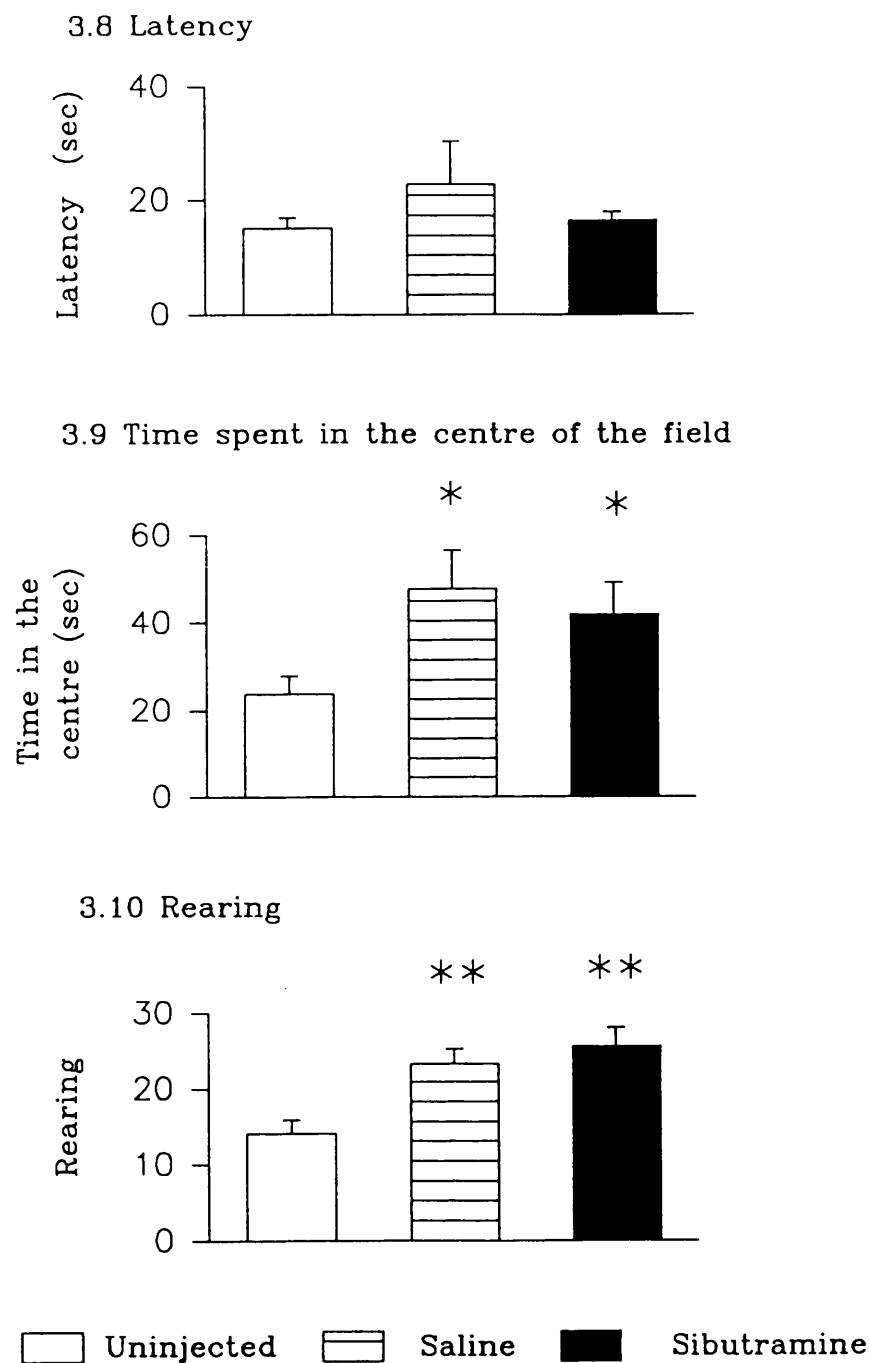 3.8 Latency
Latency (sec)
40
20
0
3.9 Time spent in the centre of the field
* *
Time in the
centre (sec)
60
40
20
0
3.10 Rearing
** **
Rearing
30
20
10
0
Uninjected Saline Sibutramine